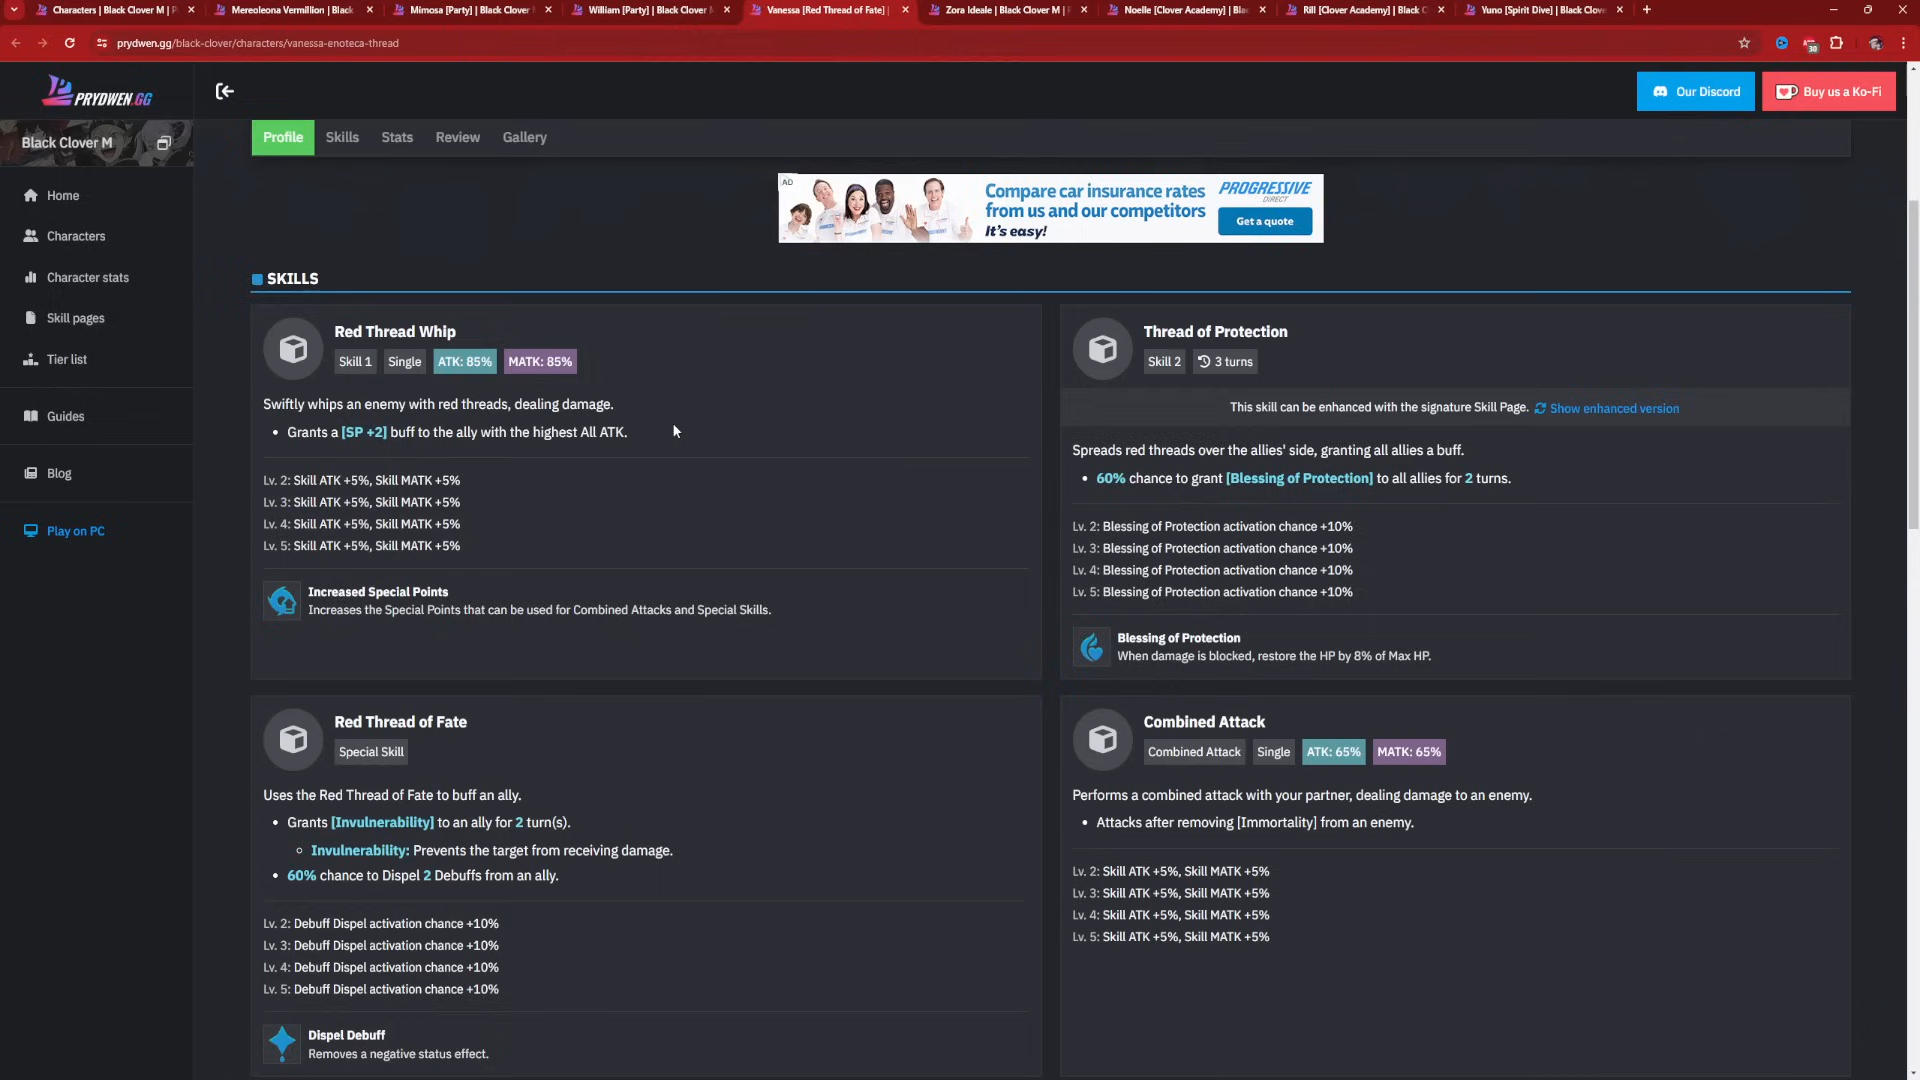 Characters | Black Clover M |
Mereoleona Vermillion | Black
Mimosa [Party] | Black Clover
William [Party] | Black Clover
Vanessa [Red Thread of Fate] |
Zora Ideale | Black Clover M |
Noelle [Clover Academy] | Bla
Rill [Clover Academy] | Black C
Yuno [Spirit Dive] | Black Clove
prydwen.gg/black-clover/characters/vanessa-enoteca-thread
30
PRYDWEN.GG
Our Discord
Buy us a Ko-Fi
Black Clover M
Home
Characters
Character stats
Skill pages
Tier list
Guides
Blog
Play on PC
Profile Skills Stats Review Gallery
AD
Compare car insurance rates
from us and our competitors
It's easy!
PROGRESSIVE
DIRECT
Get a quote
SKILLS
Red Thread Whip
Skill 1 Single ATK: 85% MATK: 85%
Swiftly whips an enemy with red threads, dealing damage.
• Grants a [SP +2] buff to the ally with the highest All ATK.
Lv. 2: Skill ATK +5%, Skill MATK +5%
Lv. 3: Skill ATK +5%, Skill MATK +5%
Lv. 4: Skill ATK +5%, Skill MATK +5%
Lv. 5: Skill ATK +5%, Skill MATK +5%
Increased Special Points
Increases the Special Points that can be used for Combined Attacks and Special Skills.
Thread of Protection
Skill 2 3 turns
This skill can be enhanced with the signature Skill Page. Show enhanced version
Spreads red threads over the allies' side, granting all allies a buff.
• 60% chance to grant [Blessing of Protection] to all allies for 2 turns.
Lv. 2: Blessing of Protection activation chance +10%
Lv. 3: Blessing of Protection activation chance +10%
Lv. 4: Blessing of Protection activation chance +10%
Lv. 5: Blessing of Protection activation chance +10%
Blessing of Protection
When damage is blocked, restore the HP by 8% of Max HP.
Red Thread of Fate
Special Skill
Uses the Red Thread of Fate to buff an ally.
• Grants [Invulnerability] to an ally for 2 turn(s).
Invulnerability: Prevents the target from receiving damage.
• 60% chance to Dispel 2 Debuffs from an ally.
Lv. 2: Debuff Dispel activation chance +10%
Lv. 3: Debuff Dispel activation chance +10%
Lv. 4: Debuff Dispel activation chance +10%
Lv. 5: Debuff Dispel activation chance +10%
Dispel Debuff
Removes a negative status effect.
Combined Attack
Combined Attack Single ATK: 65% MATK: 65%
Performs a combined attack with your partner, dealing damage to an enemy.
• Attacks after removing [Immortality] from an enemy.
Lv. 2: Skill ATK +5%, Skill MATK +5%
Lv. 3: Skill ATK +5%, Skill MATK +5%
Lv. 4: Skill ATK +5%, Skill MATK +5%
Lv. 5: Skill ATK +5%, Skill MATK +5%